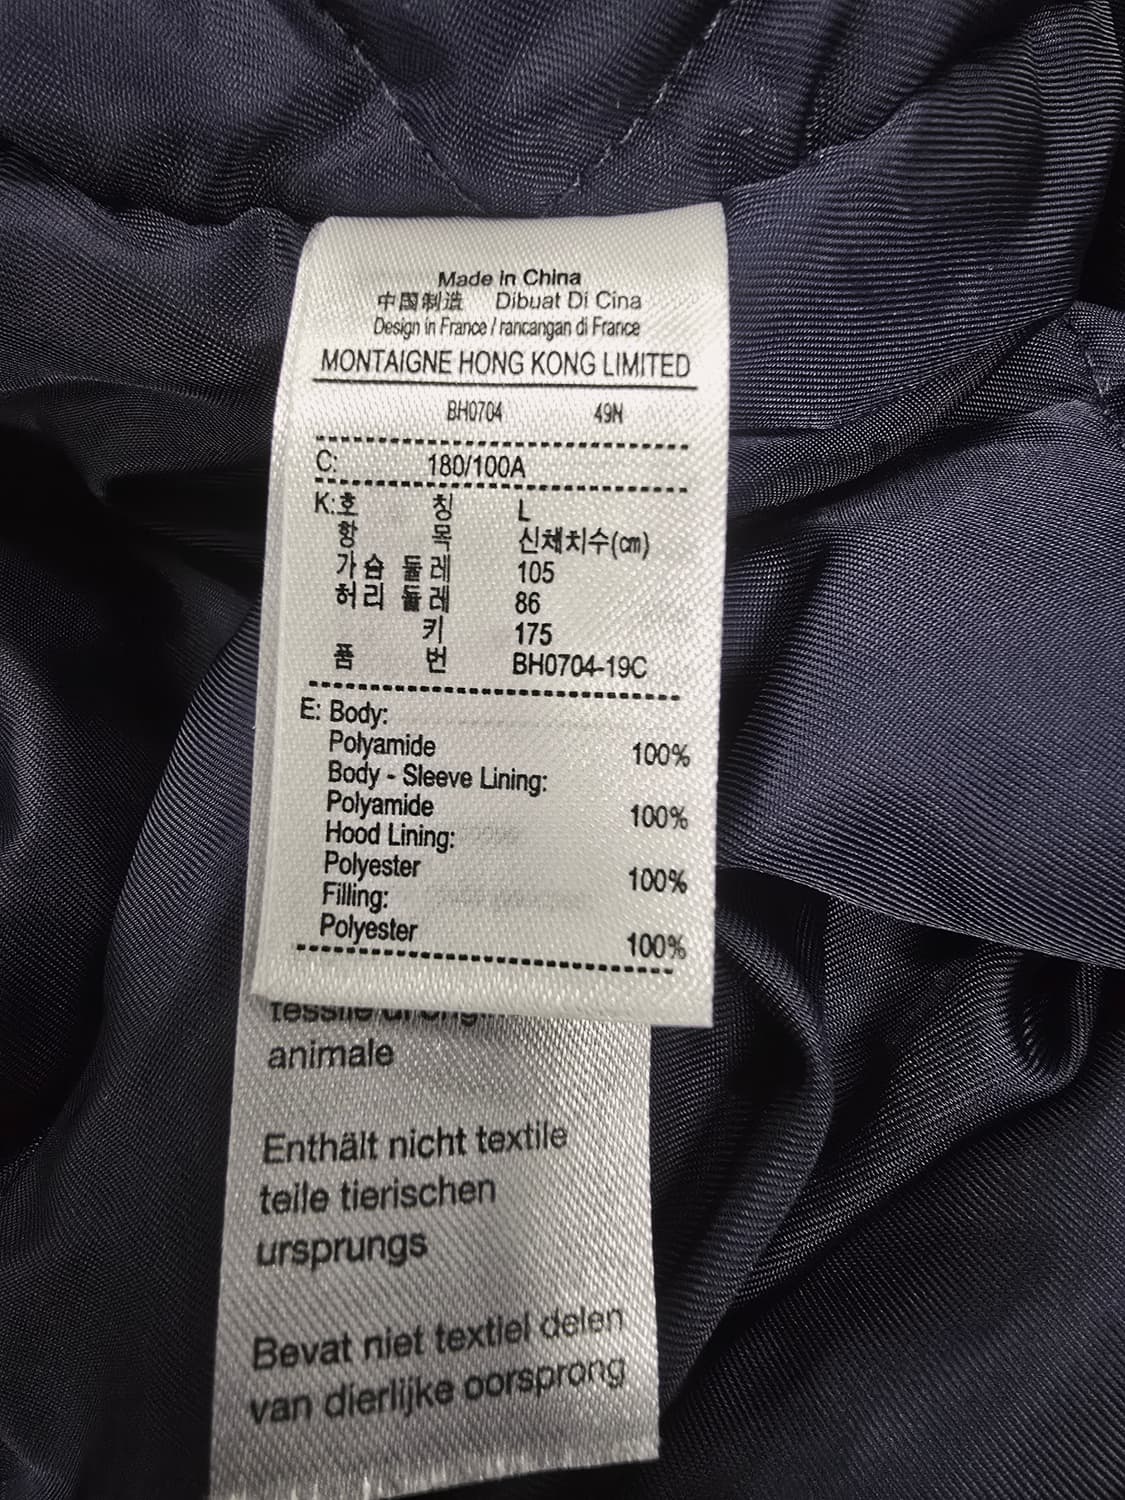 Made in China
中国制造 Dibuat Di Cina
Design in France / rancangan di France
MONTAIGNE HONG KONG LIMITED
BH0704 49N
C: 180/100A
K:호 칭 L
항 목 신체치수(cm)
가슴 둘레 105
허리 둘레 86
키 175
품 번 BH0704-19C
E: Body:
Polyamide 100%
Body - Sleeve Lining:
Polyamide 100%
Hood Lining:
Polyester 100%
Filling:
Polyester 100%
animale
Enthält nicht textile
teile tierischen
ursprungs
Bevat niet textiel delen
van dierlijke oorsprong